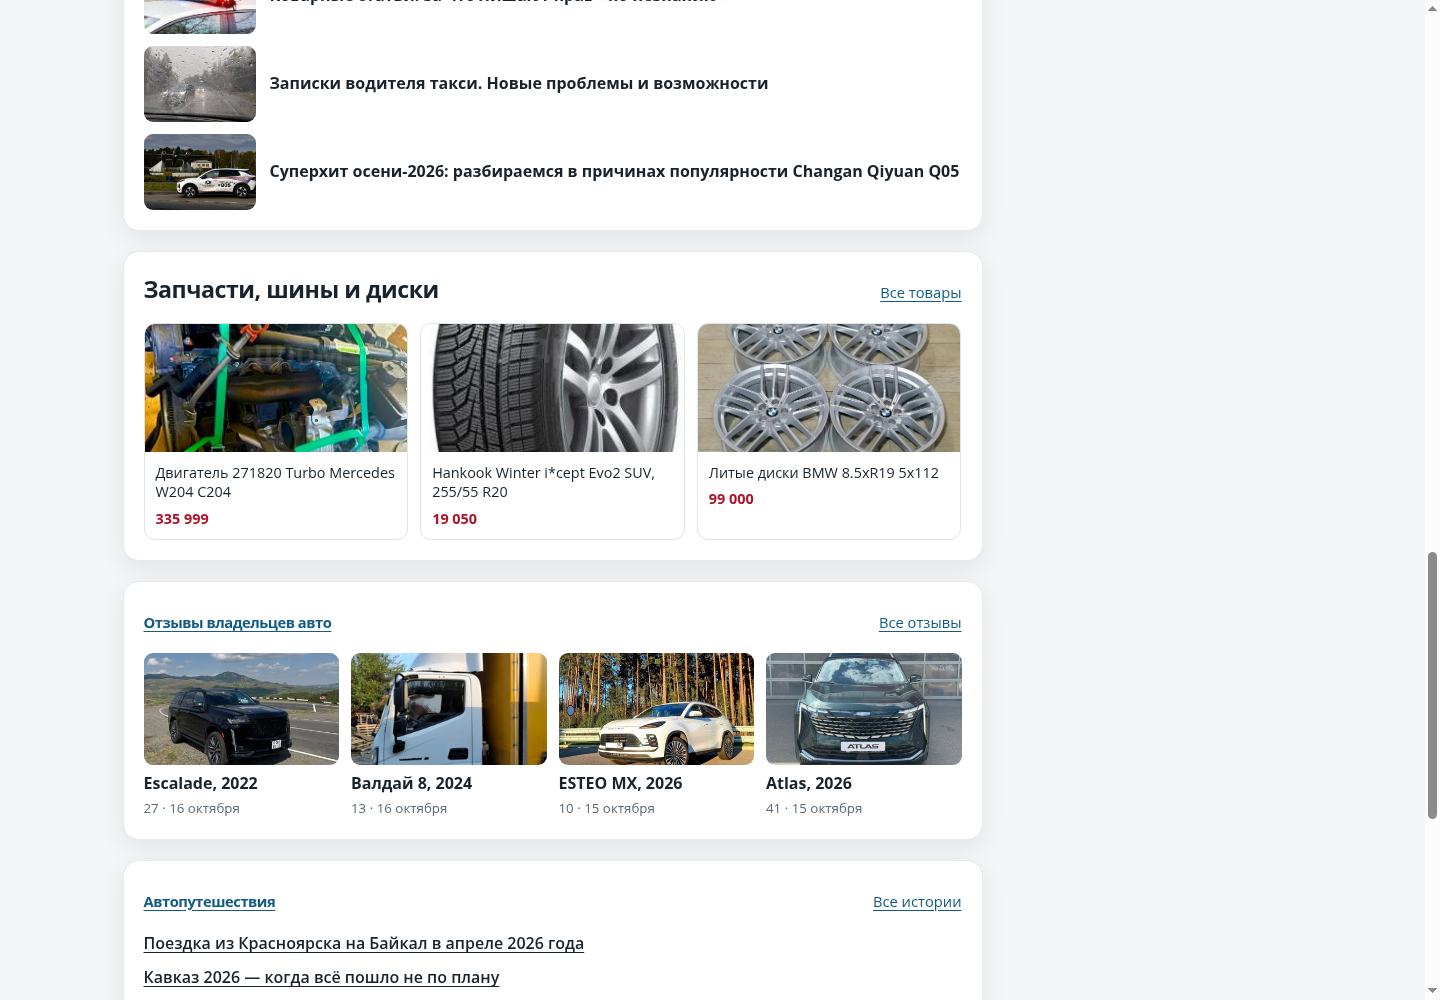 Записки водителя такси. Новые проблемы и возможности
Суперхит осени-2026: разбираемся в причинах популярности Changan Qiyuan Q05
Запчасти, шины и диски
Все товары
Двигатель 271820 Turbo Mercedes
W204 C204
335 999
Hankook Winter i*cept Evo2 SUV,
255/55 R20
19 050
Литые диски BMW 8.5xR19 5x112
99 000
Отзывы владельцев авто
Все отзывы
ATLAS
Escalade, 2022
27 · 16 октября
Валдай 8, 2024
13 · 16 октября
ESTEO MX, 2026
10 · 15 октября
Atlas, 2026
41 · 15 октября
Автопутешествия
Все истории
Поездка из Красноярска на Байкал в апреле 2026 года
Кавказ 2026 — когда всё пошло не по плану